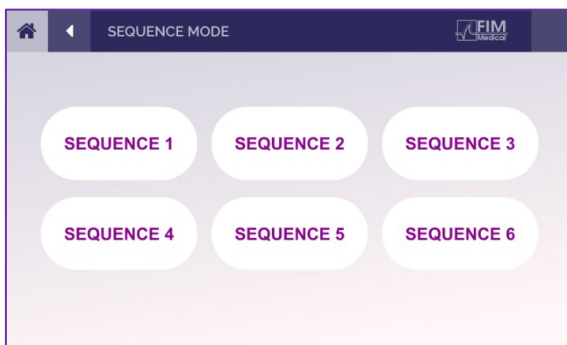 SEQUENCE MODE
FIM
Medical
SEQUENCE 1 SEQUENCE 2 SEQUENCE 3
SEQUENCE 4 SEQUENCE 5 SEQUENCE 6